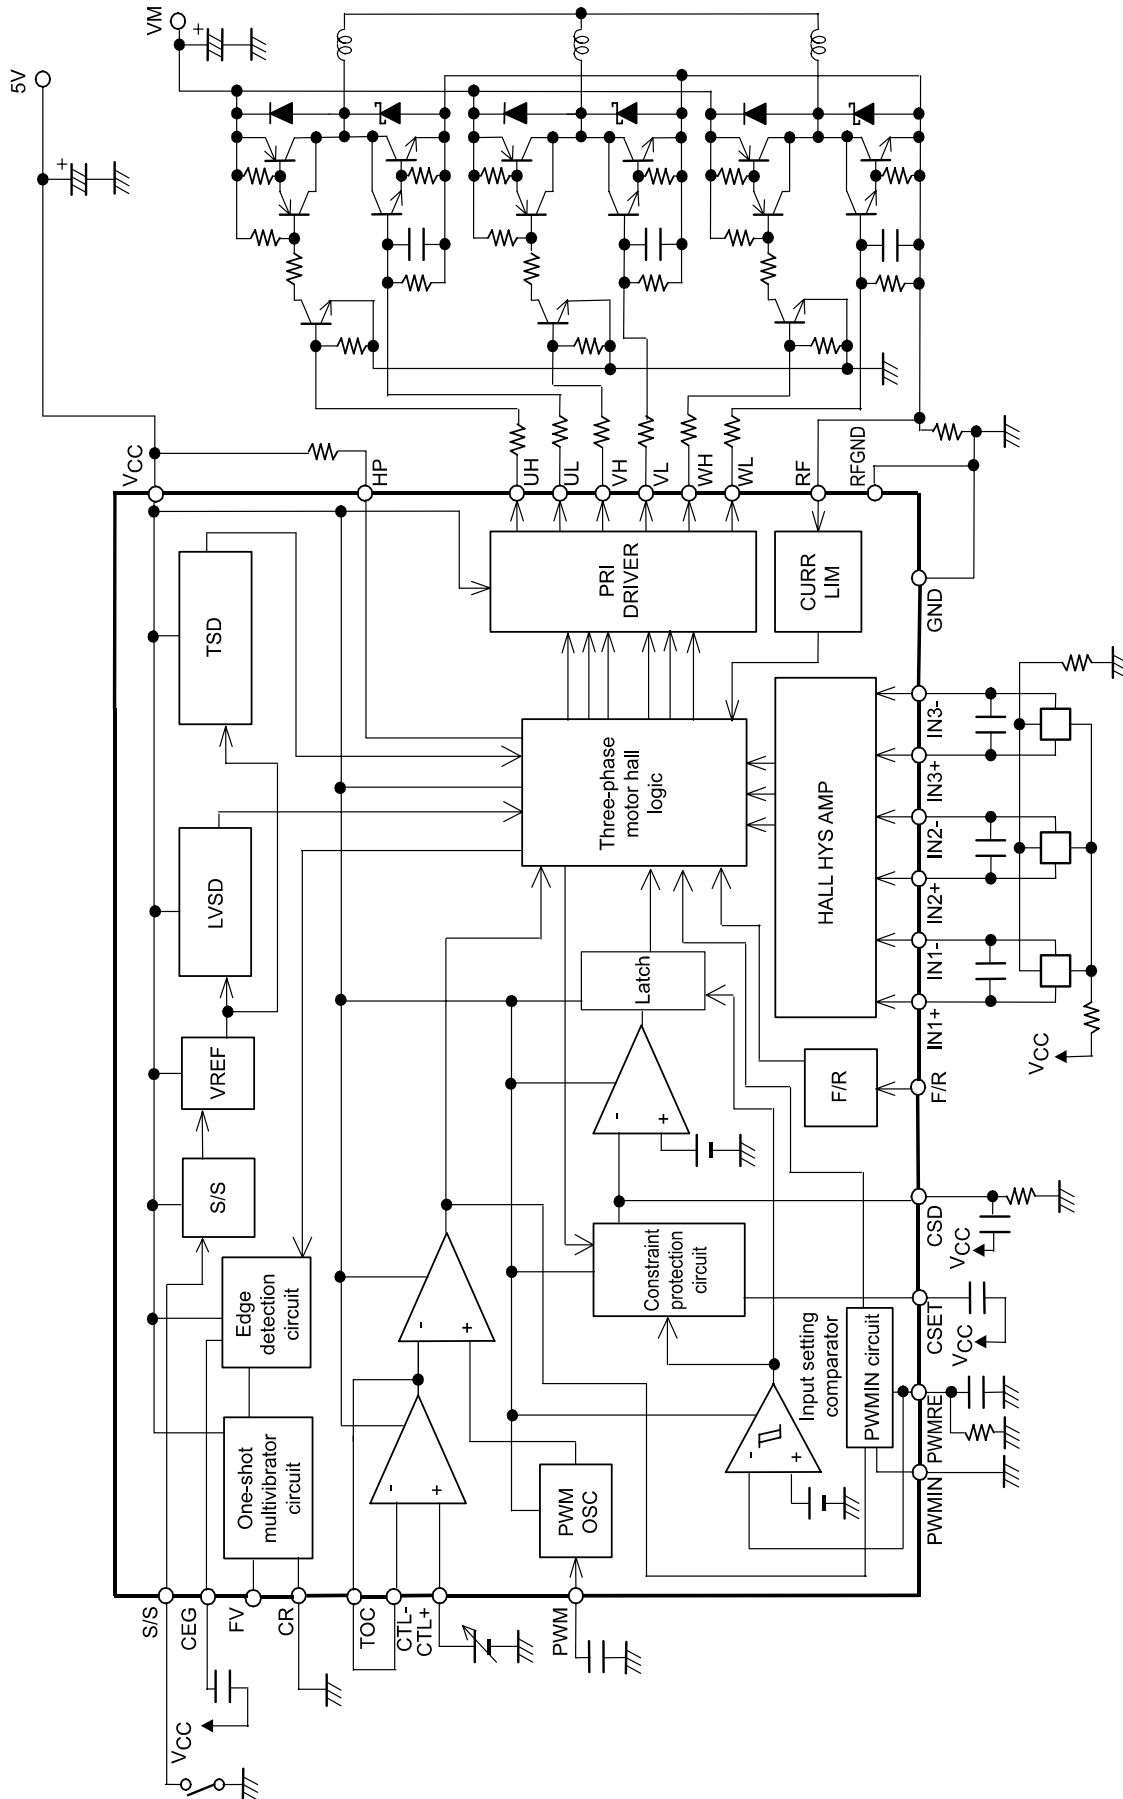 VM
+
5V
+
VCC
HP
UH
UL
VH
VL
WH
WL
RF
RFGND
TSD
PRI
DRIVER
CURR
LIM
GND
LVSD
Three-phase
motor hall
logic
HALL HYS AMP
IN3-
IN3+
IN2-
IN2+
IN1-
IN1+
VCC
VREF
Latch
-
+
F/R
F/R
S/S
Edge
detection
circuit
-
+
Constraint
protection
circuit
CSD
VCC
CSET
VCC
One-shot
multivibrator
circuit
-
+
PWM
OSC
Input setting
comparator
-
+
PWMIN circuit
PWMRE
PWMIN
S/S
CEG
FV
CR
TOC
CTL-
CTL+
PWM
VCC